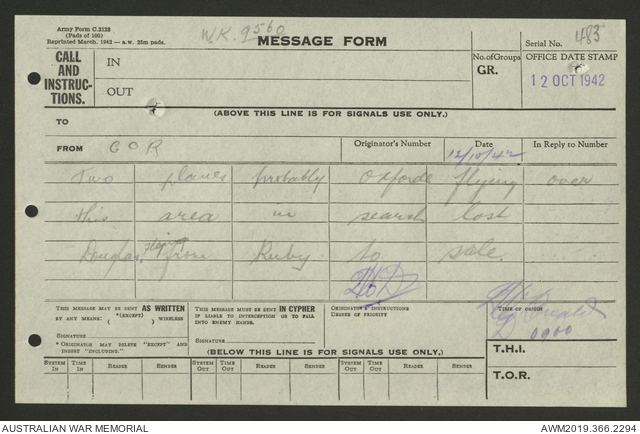 Army Form C.2128
(Pads of 100)
Reprinted March, 1942 — a.w. 25m pads.
W.K. 9560
MESSAGE FORM
Serial No. 483
CALL
AND
INSTRUC-
TIONS.
IN
OUT
No. of Groups
GR.
OFFICE DATE STAMP
12 OCT 1942
(ABOVE THIS LINE IS FOR SIGNALS USE ONLY.)
TO
FROM G O R
Originator's Number
Date
12/10/42
In Reply to Number
Two planes probably Oxfords flying over
this area in search lost
Douglas flying from Ruby to Sale.
THIS MESSAGE MAY BE SENT AS WRITTEN
BY ANY MEANS: *(EXCEPT) ( ) WIRELESS
SIGNATURE
* ORIGINATOR MAY DELETE "EXCEPT" AND
INSERT "INCLUDING."
THIS MESSAGE MUST BE SENT IN CYPHER
IF LIABLE TO INTERCEPTION OR TO FALL
INTO ENEMY HANDS.
SIGNATURE
ORIGINATOR'S INSTRUCTIONS
DEGREE OF PRIORITY
TIME OF ORIGIN
0900
(BELOW THIS LINE IS FOR SIGNALS USE ONLY.)
T.H.I.
T.O.R.
SYSTEM IN
TIME IN
READER
SENDER
SYSTEM OUT
TIME OUT
READER
SENDER
SYSTEM OUT
TIME OUT
READER
SENDER
AUSTRALIAN WAR MEMORIAL
AWM2019.366.2294